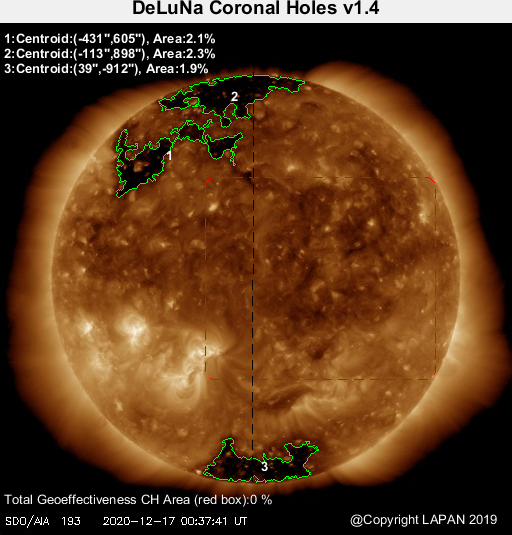 DeLuNa Coronal Holes v1.4
1:Centroid:(-431",605"), Area:2.1%
2:Centroid:(-113",898"), Area:2.3%
3:Centroid:(39",-912"), Area:1.9%
2
1
3
Total Geoeffectiveness CH Area (red box):0 %
SDO/AIA 193 2020-12-17 00:37:41 UT
@Copyright LAPAN 2019